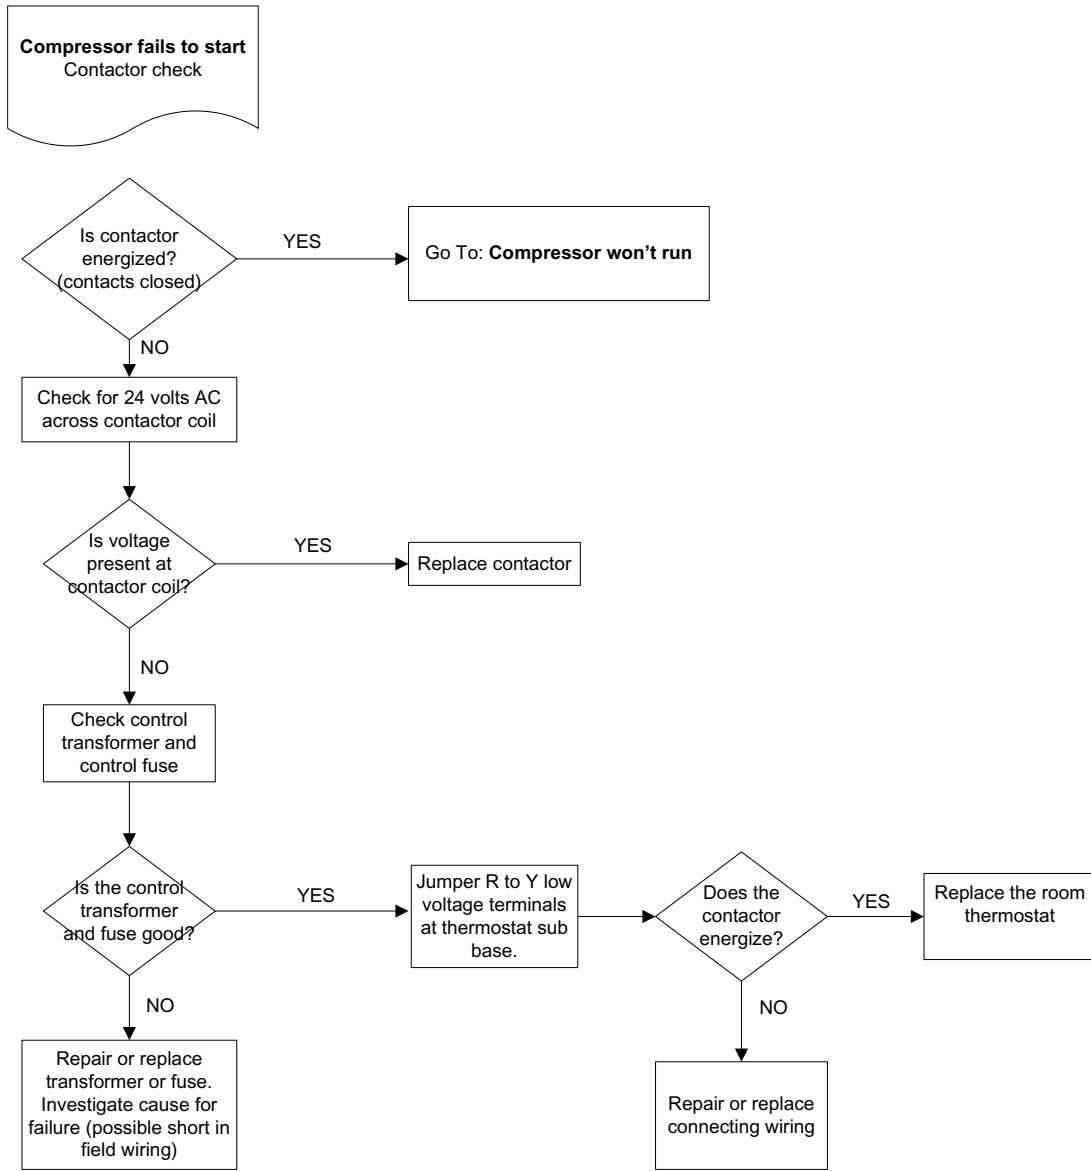 Compressor fails to start
Contactor check
Is contactor
energized?
(contacts closed)
YES
Go To: Compressor won't run
NO
Check for 24 volts AC
across contactor coil
Is voltage
present at
contactor coil?
YES
Replace contactor
NO
Check control
transformer and
control fuse
Is the control
transformer
and fuse good?
YES
Jumper R to Y low
voltage terminals
at thermostat sub
base.
Does the
contactor
energize?
YES
Replace the room
thermostat
NO
Repair or replace
transformer or fuse.
Investigate cause for
failure (possible short in
field wiring)
NO
Repair or replace
connecting wiring